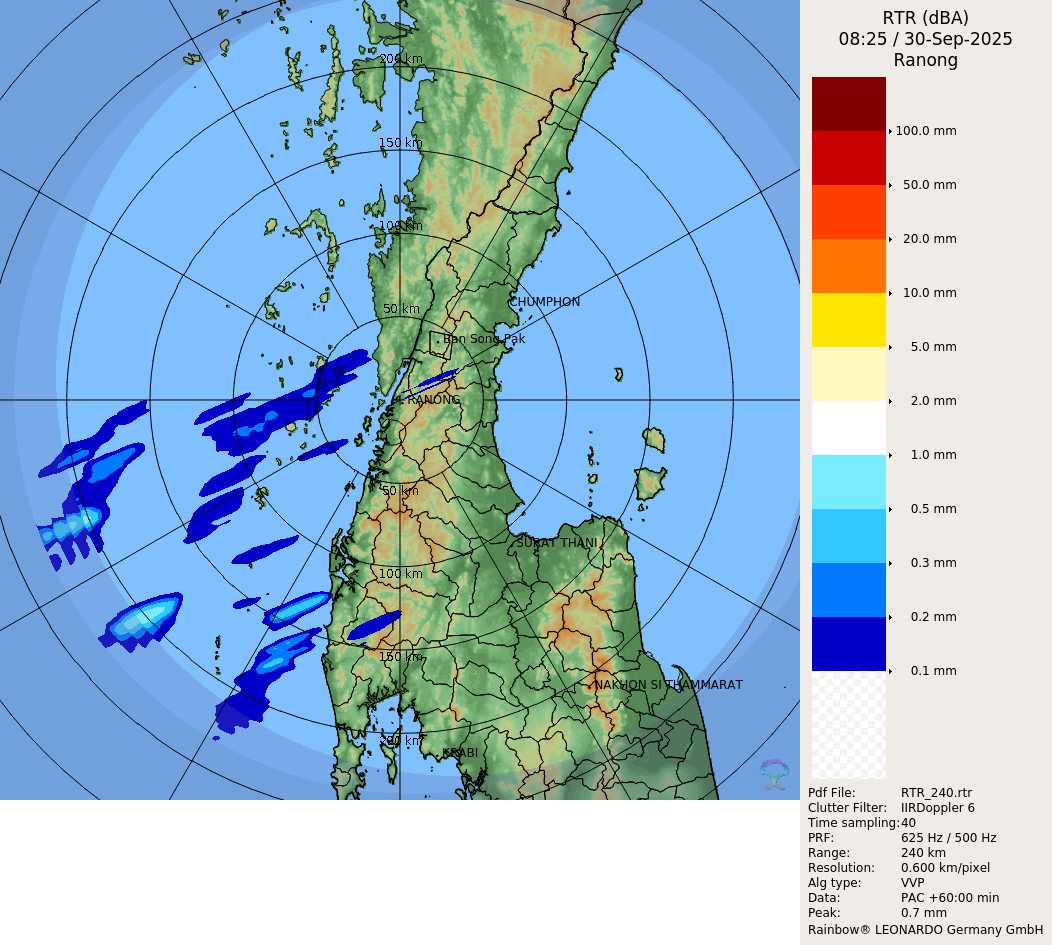 RTR (dBA)
08:25 / 30-Sep-2025
Ranong
200 km
150 km
100 km
50 km
CHUMPHON
Ban Song Pak
RANONG
50 km
SURAT THANI
100 km
150 km
NAKHON SI THAMMARAT
200 km
KRABI
100.0 mm
50.0 mm
20.0 mm
10.0 mm
5.0 mm
2.0 mm
1.0 mm
0.5 mm
0.3 mm
0.2 mm
0.1 mm
Pdf File: RTR_240.rtr
Clutter Filter: IIRDoppler 6
Time sampling:40
PRF: 625 Hz / 500 Hz
Range: 240 km
Resolution: 0.600 km/pixel
Alg type: VVP
Data: PAC +60:00 min
Peak: 0.7 mm
Rainbow® LEONARDO Germany GmbH